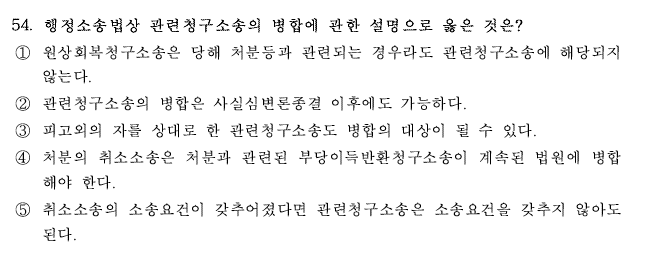 54. 행정소송법상 관련청구소송의 병합에 관한 설명으로 옳은 것은?
① 원상회복청구소송은 당해 처분등과 관련되는 경우라도 관련청구소송에 해당되지
않는다.
② 관련청구소송의 병합은 사실심변론종결 이후에도 가능하다.
③ 피고외의 자를 상대로 한 관련청구소송도 병합의 대상이 될 수 있다.
④ 처분의 취소소송은 처분과 관련된 부당이득반환청구소송이 계속된 법원에 병합
해야 한다.
⑤ 취소소송의 소송요건이 갖추어졌다면 관련청구소송은 소송요건을 갖추지 않아도
된다.